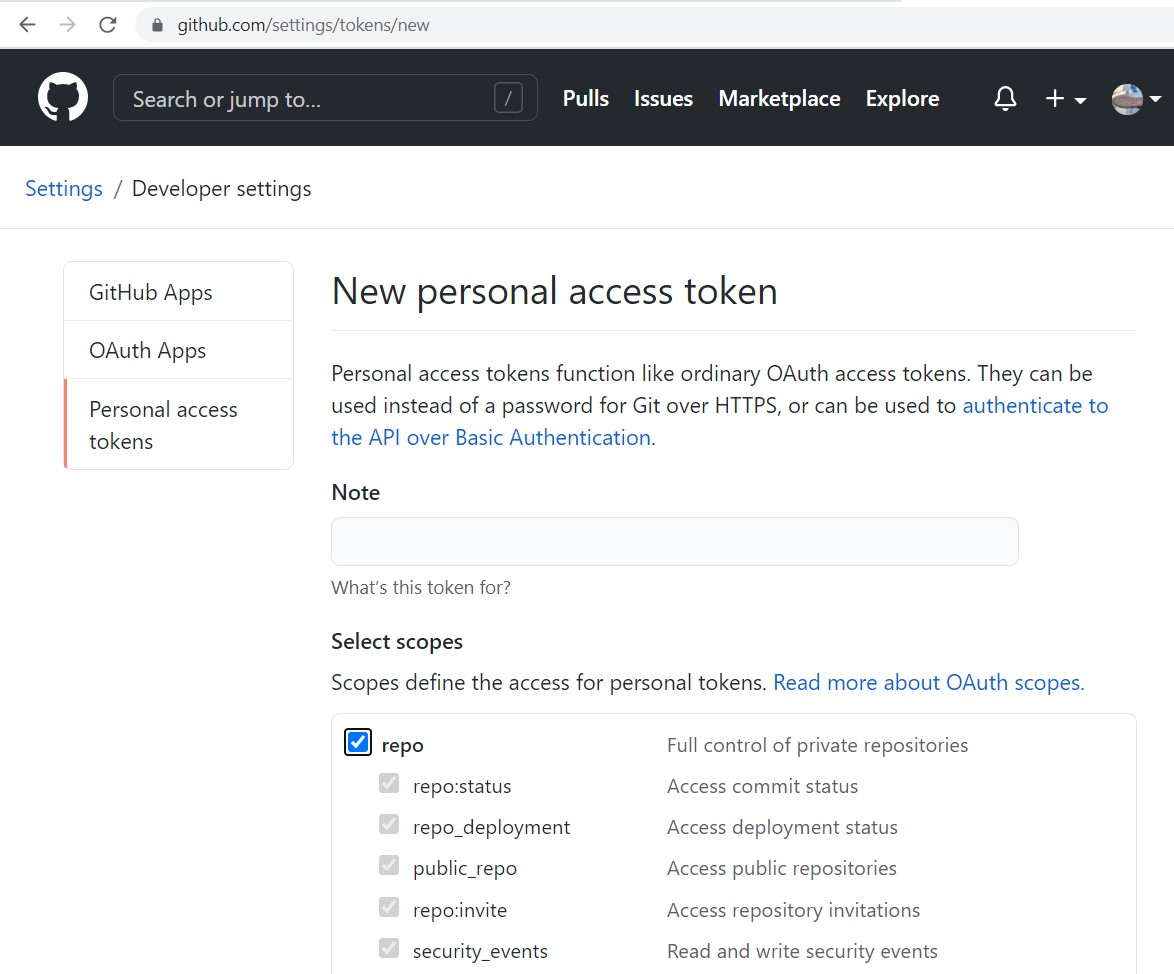 github.com/settings/tokens/new
Search or jump to... /
Pulls Issues Marketplace Explore
Settings / Developer settings
GitHub Apps
OAuth Apps
Personal access
tokens
New personal access token
Personal access tokens function like ordinary OAuth access tokens. They can be
used instead of a password for Git over HTTPS, or can be used to authenticate to
the API over Basic Authentication.
Note
What's this token for?
Select scopes
Scopes define the access for personal tokens. Read more about OAuth scopes.
repo Full control of private repositories
repo:status Access commit status
repo_deployment Access deployment status
public_repo Access public repositories
repo:invite Access repository invitations
security_events Read and write security events